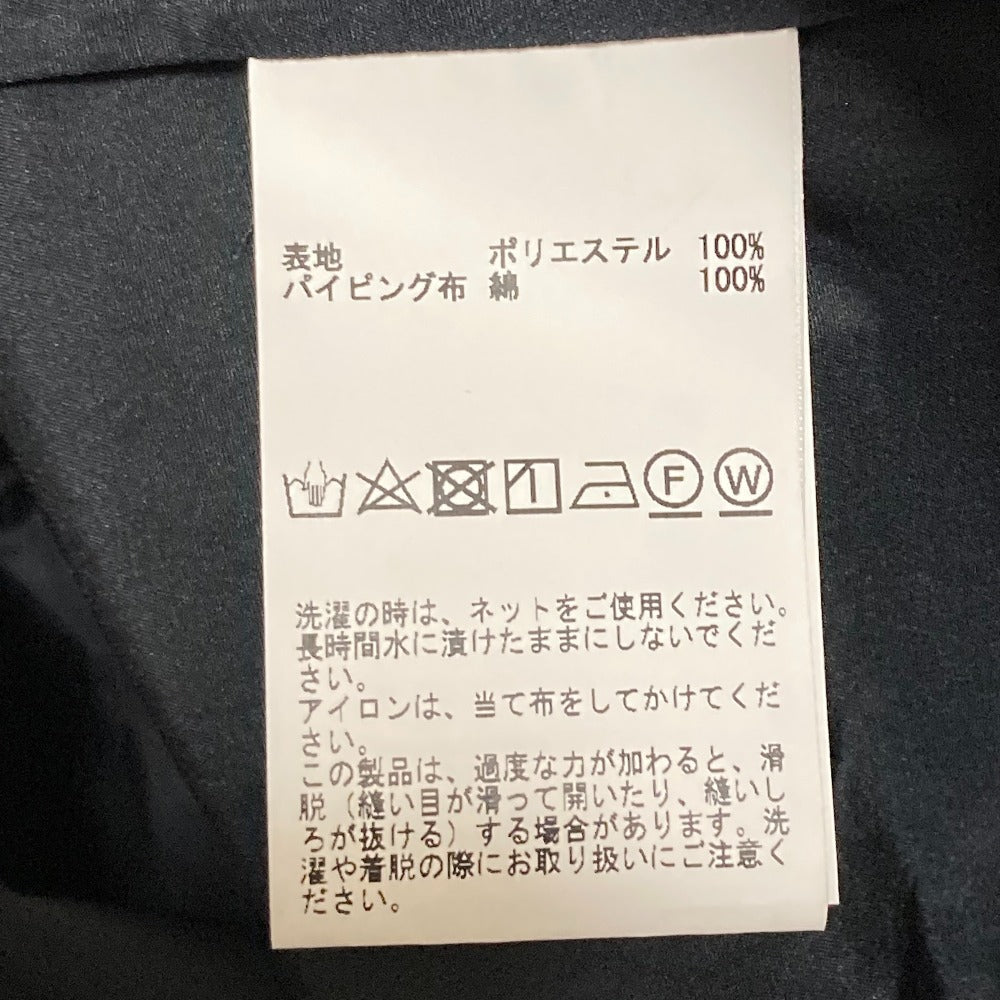 表地 ポリエステル 100%
パイピング布 綿 100%
F W
洗濯の時は、ネットをご使用ください。
長時間水に漬けたままにしないでくだ
さい。
アイロンは、当て布をしてかけてくだ
さい。
この製品は、過度な力が加わると、滑
脱（縫い目が滑って開いたり、縫いし
ろが抜ける）する場合があります。洗
濯や着脱の際にお取り扱いにご注意く
ださい。